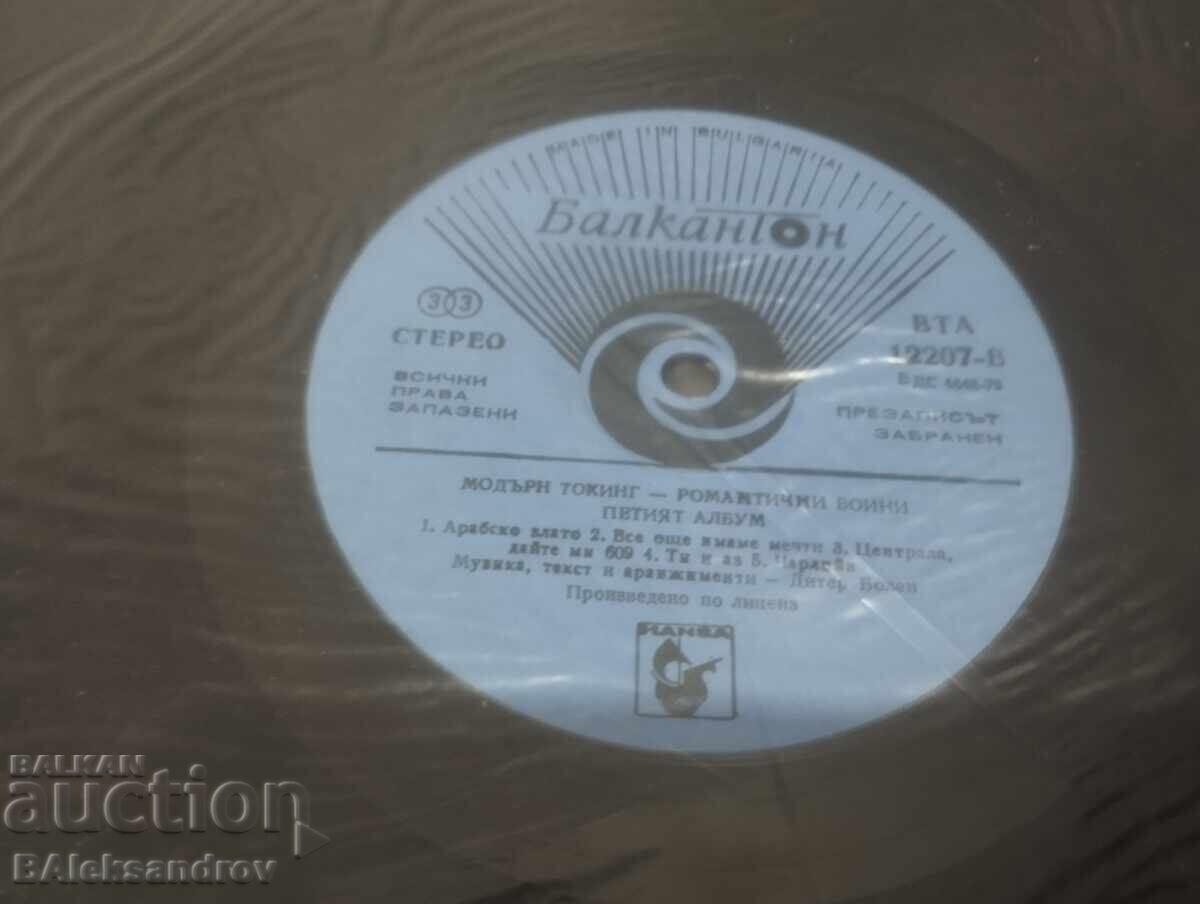 MADE IN BULGARIA
Балкантон
33
СТЕРЕО
ВСИЧКИ
ПРАВА
ЗАПАЗЕНИ
ВТА
12207-В
БДС
ПРЕЗАПИСЪТ
ЗАБРАНЕН
МОДЪРН ТОКИНГ — РОМАНТИЧНИ ВОИНИ
ПЕТИЯТ АЛБУМ
1. Арабско злато 2. Все още имаме мечти 3. Централа,
дайте ми 609 4. Ти и аз 5.
Музика, текст и аранжименти — Дитер Болен
Произведено по лиценз
HANSA
BALKAN
auction
BAleksandrov